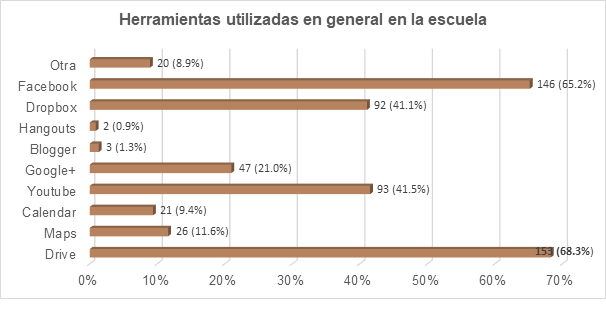 Herramientas utilizadas en general en la escuela
Otra 20 (8.9%)
Facebook 146 (65.2%)
Dropbox 92 (41.1%)
Hangouts 2 (0.9%)
Blogger 3 (1.3%)
Google+ 47 (21.0%)
Youtube 93 (41.5%)
Calendar 21 (9.4%)
Maps 26 (11.6%)
Drive 153 (68.3%)
0% 10% 20% 30% 40% 50% 60% 70%